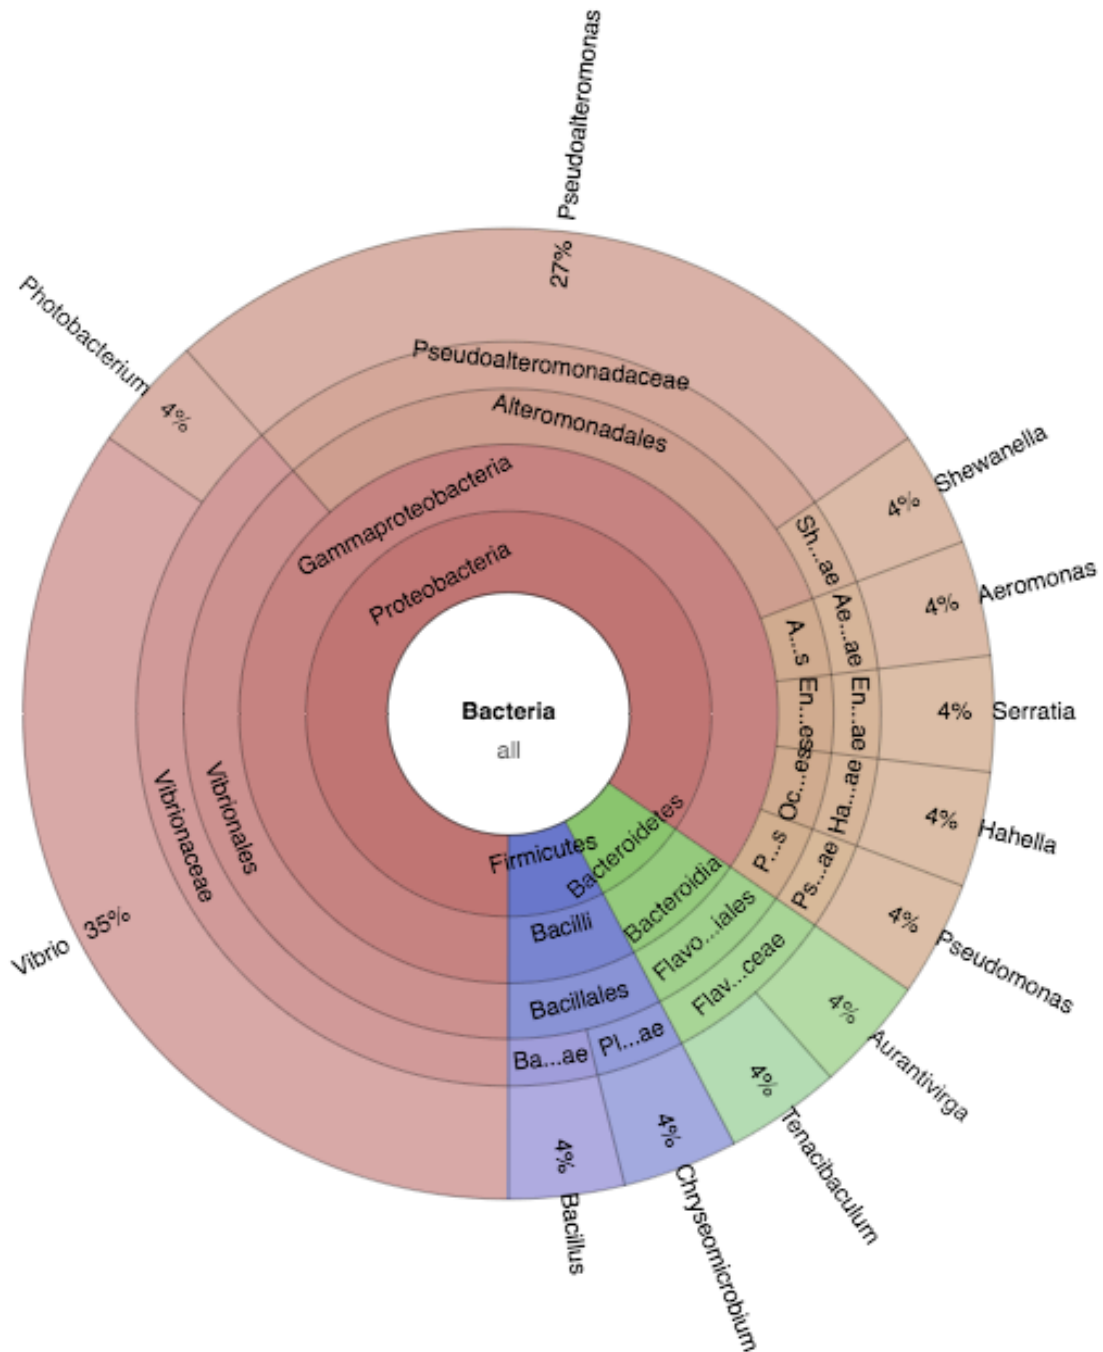 Pseudoalteromonas
27%
Photobacterium
4%
Pseudoalteromonadaceae
Alteromonadales
Gammaproteobacteria
Proteobacteria
Shewanella
4%
Sh...ae
Aeromonas
4%
Ae...ae
A...s
Serratia
4%
En...ae
En...es
Hahella
4%
Ha...ae
Oc...es
Pseudomonas
4%
Ps...ae
P...s
Bacteria
all
Vibrionales
Vibrionaceae
35%
Vibrio
Firmicutes
Bacteroidetes
Bacilli
Bacteroidia
Bacillales
Flavo...iales
Ba...ae
Pl...ae
Flav...ceae
4%
Aurantivirga
4%
Tenacibaculum
4%
Chryseomicrobium
4%
Bacillus